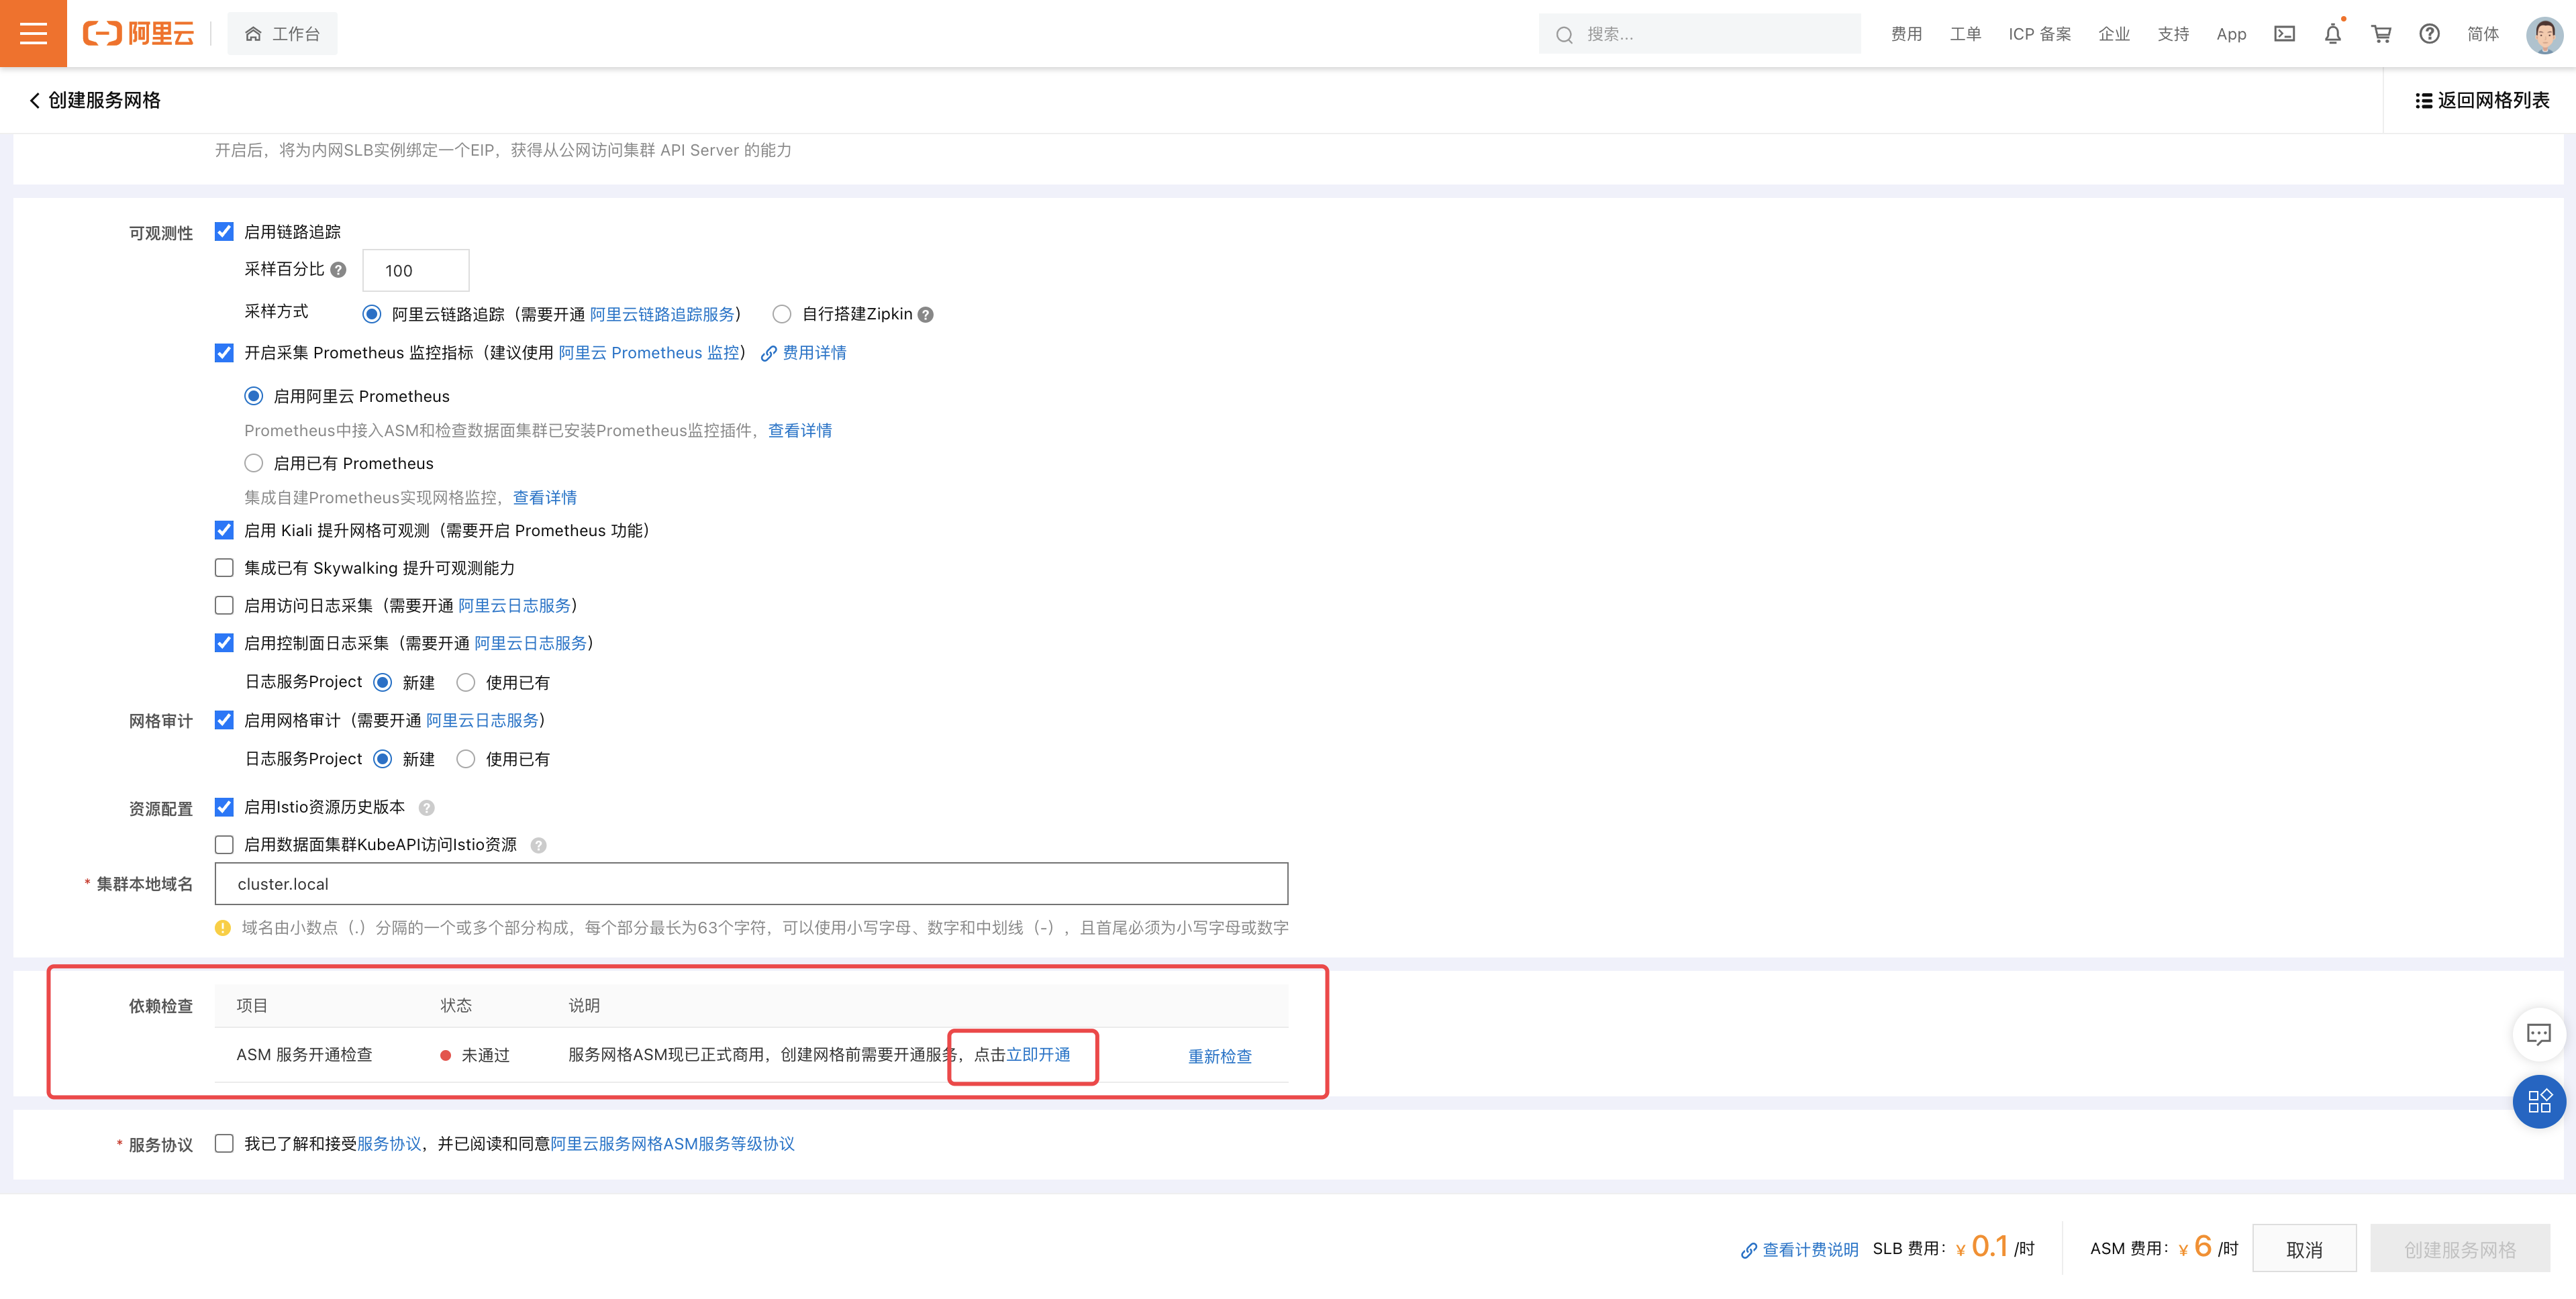 阿里云
工作台
搜索...
费用 工单 ICP 备案 企业 支持 App 简体
创建服务网格
返回网格列表
开启后，将为内网SLB实例绑定一个EIP，获得从公网访问集群 API Server 的能力
可观测性 启用链路追踪
采样百分比 100
采样方式 阿里云链路追踪（需要开通 阿里云链路追踪服务） 自行搭建Zipkin
开启采集 Prometheus 监控指标（建议使用 阿里云 Prometheus 监控） 费用详情
启用阿里云 Prometheus
Prometheus中接入ASM和检查数据面集群已安装Prometheus监控插件，查看详情
启用已有 Prometheus
集成自建Prometheus实现网格监控，查看详情
启用 Kiali 提升网格可观测（需要开启 Prometheus 功能）
集成已有 Skywalking 提升可观测能力
启用访问日志采集（需要开通 阿里云日志服务）
启用控制面日志采集（需要开通 阿里云日志服务）
日志服务Project 新建 使用已有
网格审计 启用网格审计（需要开通 阿里云日志服务）
日志服务Project 新建 使用已有
资源配置 启用Istio资源历史版本
启用数据面集群KubeAPI访问Istio资源
* 集群本地域名 cluster.local
域名由小数点（.）分隔的一个或多个部分构成，每个部分最长为63个字符，可以使用小写字母、数字和中划线（-），且首尾必须为小写字母或数字
依赖检查 项目 状态 说明
ASM 服务开通检查 未通过 服务网格ASM现已正式商用，创建网格前需要开通服务，点击立即开通 重新检查
* 服务协议 我已了解和接受服务协议，并已阅读和同意阿里云服务网格ASM服务等级协议
查看计费说明 SLB 费用：¥ 0.1 /时 ASM 费用：¥ 6 /时 取消 创建服务网格